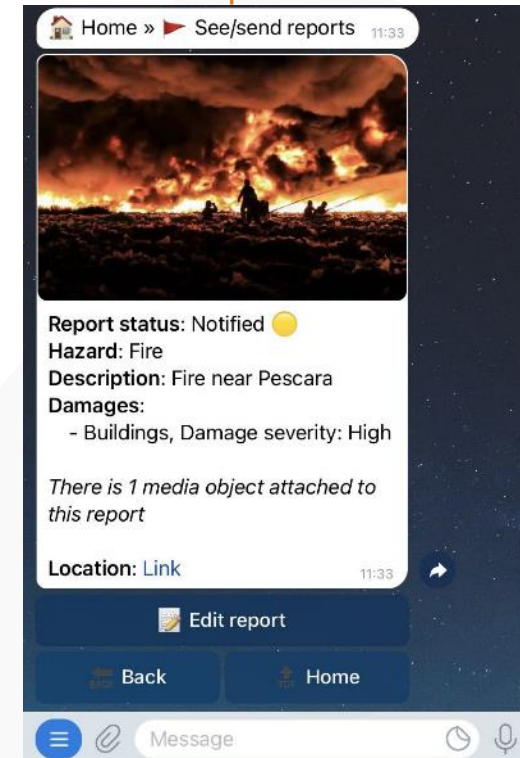 Home » See/send reports 11:33
Report status: Notified
Hazard: Fire
Description: Fire near Pescara
Damages:
- Buildings, Damage severity: High
There is 1 media object attached to
this report
Location: Link 11:33
Edit report
Back Home
Message